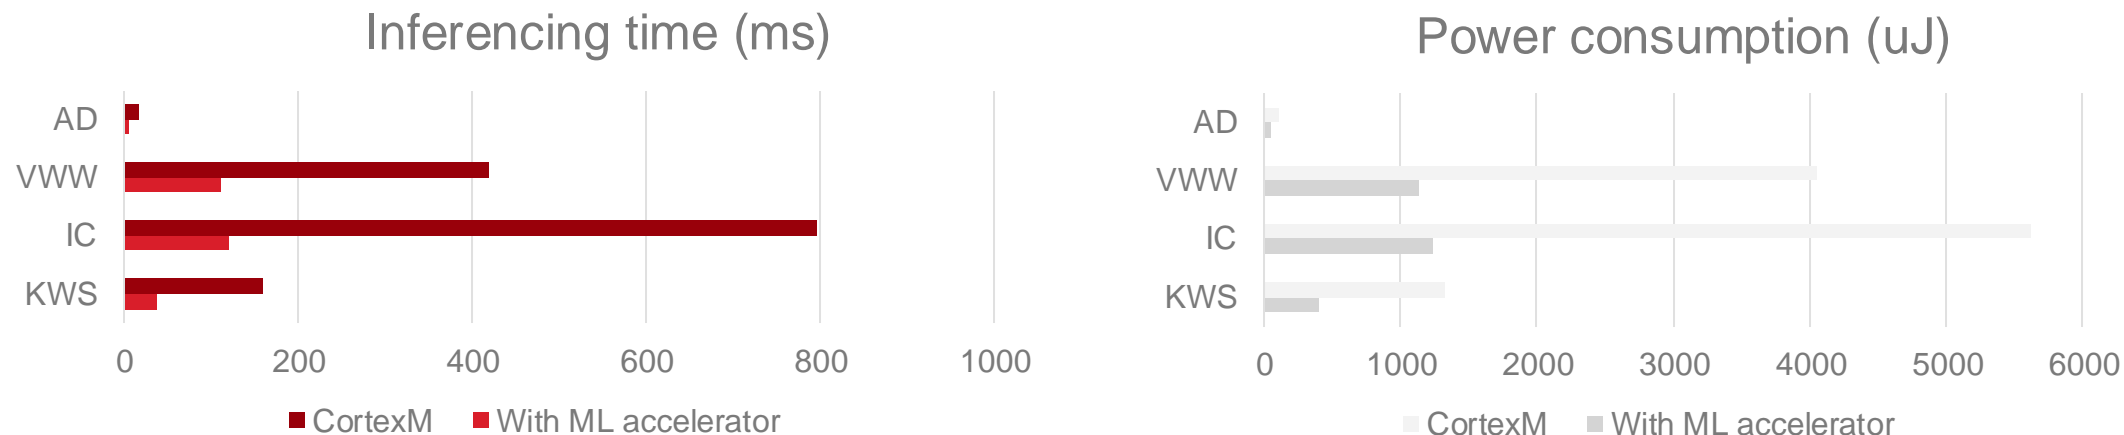 Inferencing time (ms)
AD
VWW
IC
KWS
0 200 400 600 800 1000
CortexM With ML accelerator
Power consumption (uJ)
AD
VWW
IC
KWS
0 1000 2000 3000 4000 5000 6000
CortexM With ML accelerator